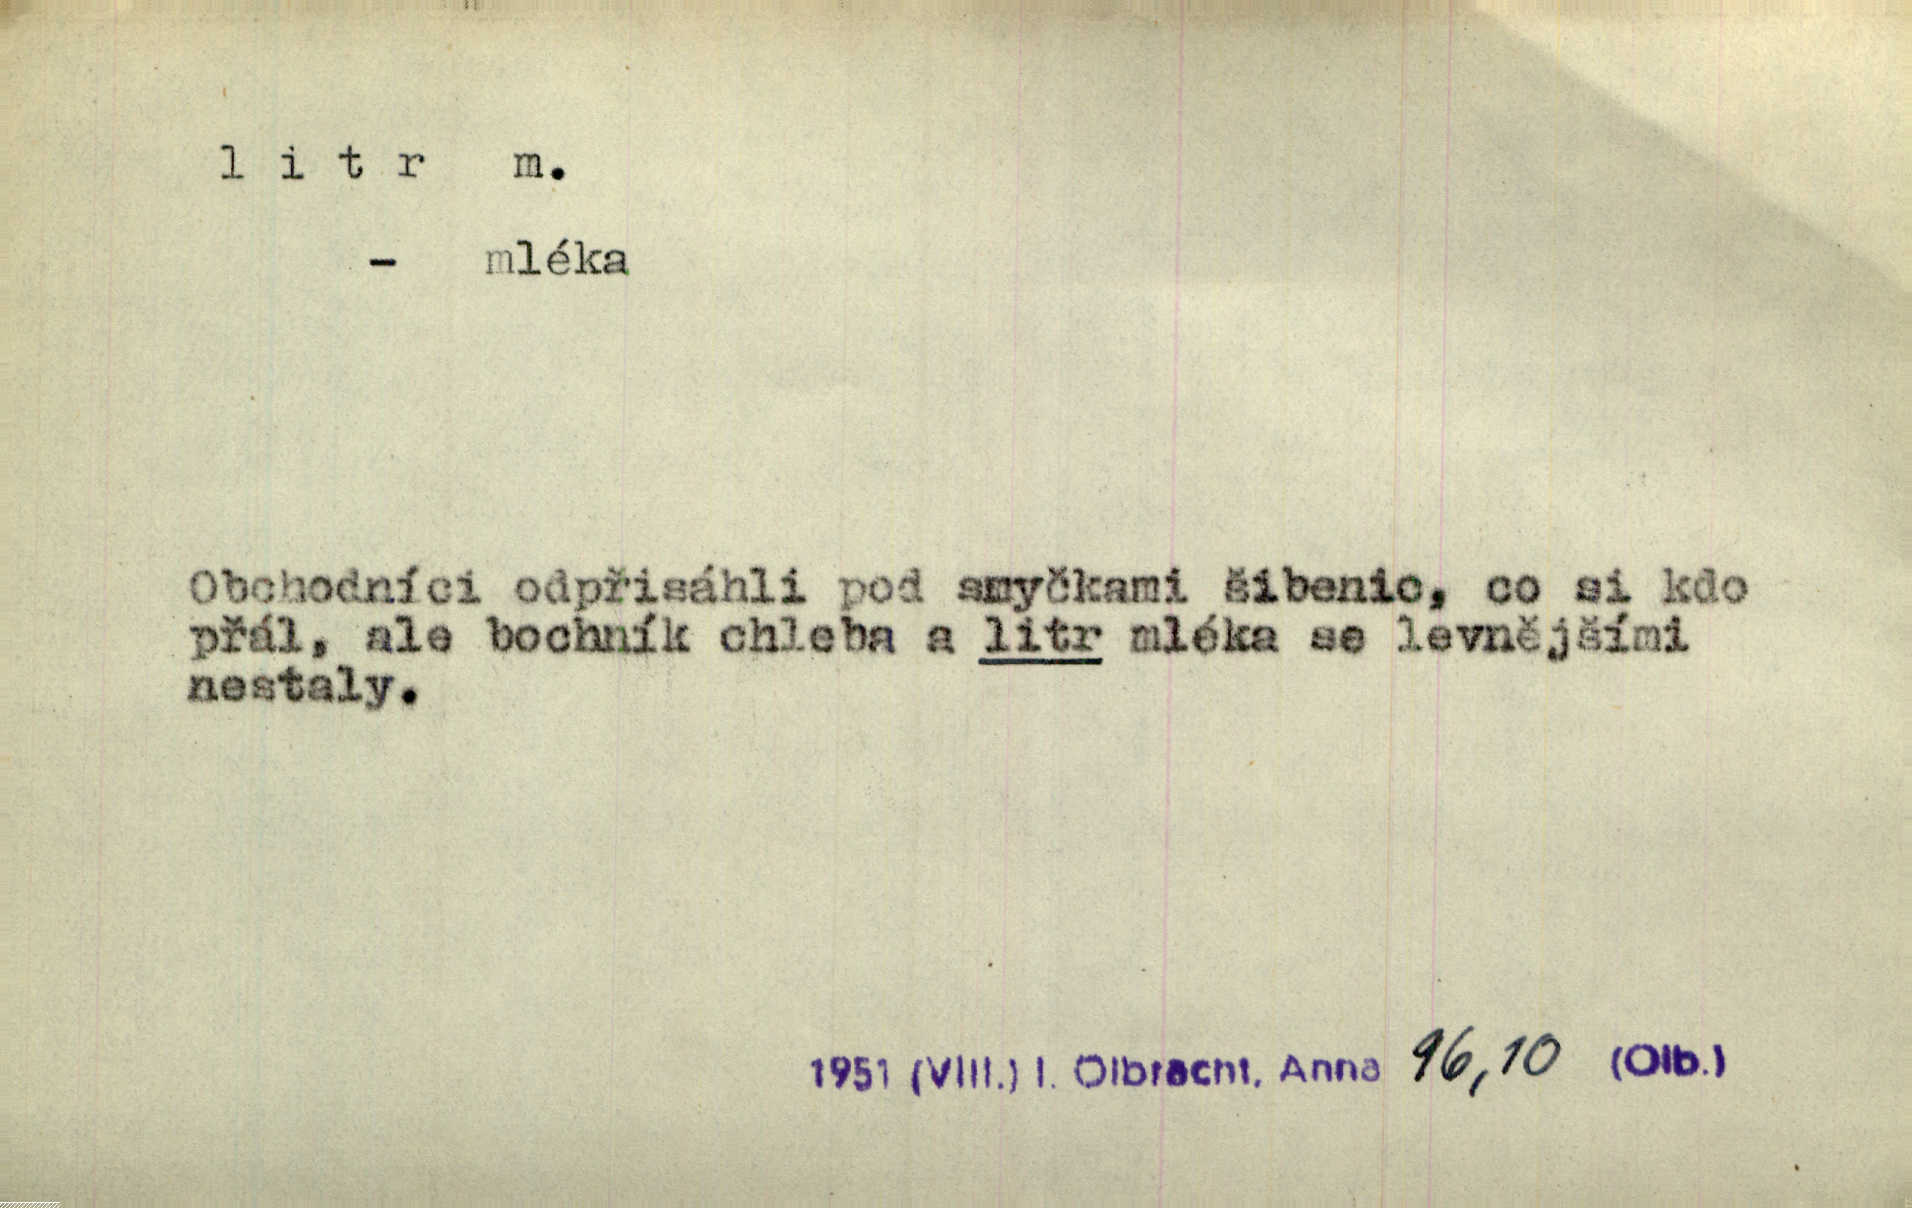 litr m.
- mléka
Obchodníci odpřisáhli pod smyčkami šibenic, co si kdo
přál, ale bochník chleba a litr mléka se levnějšími
nestaly.
1951 (VIII.) I. Olbracht, Anna 96,10 (Olb.)